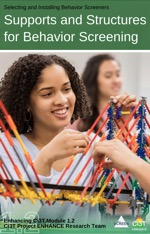 Selecting and Installing Behavior Screeners
Supports and Structures
for Behavior Screening
Enhancing Ci3T Module 1.2
Ci3T Project ENHANCE Research Team